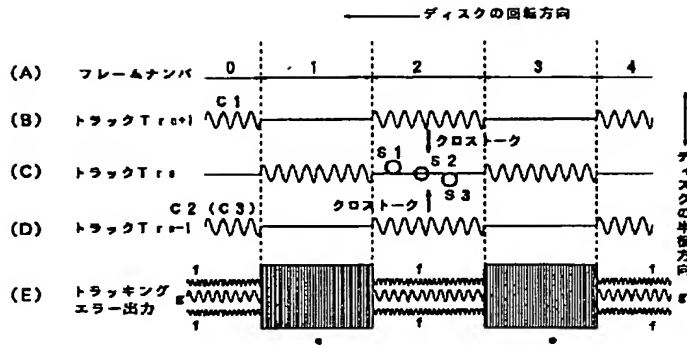 ディスクの回転方向
(A) フレームナンバ 0 1 2 3 4
C1
(B) トラックTrn+1
クロストーク
S1
(C) トラックTrn S2
S3
C2 (C3) クロストーク
(D) トラックTrn-1
ディスクの半径方向
f f f
(E) トラッキング g g
エラー出力
f f f
e e